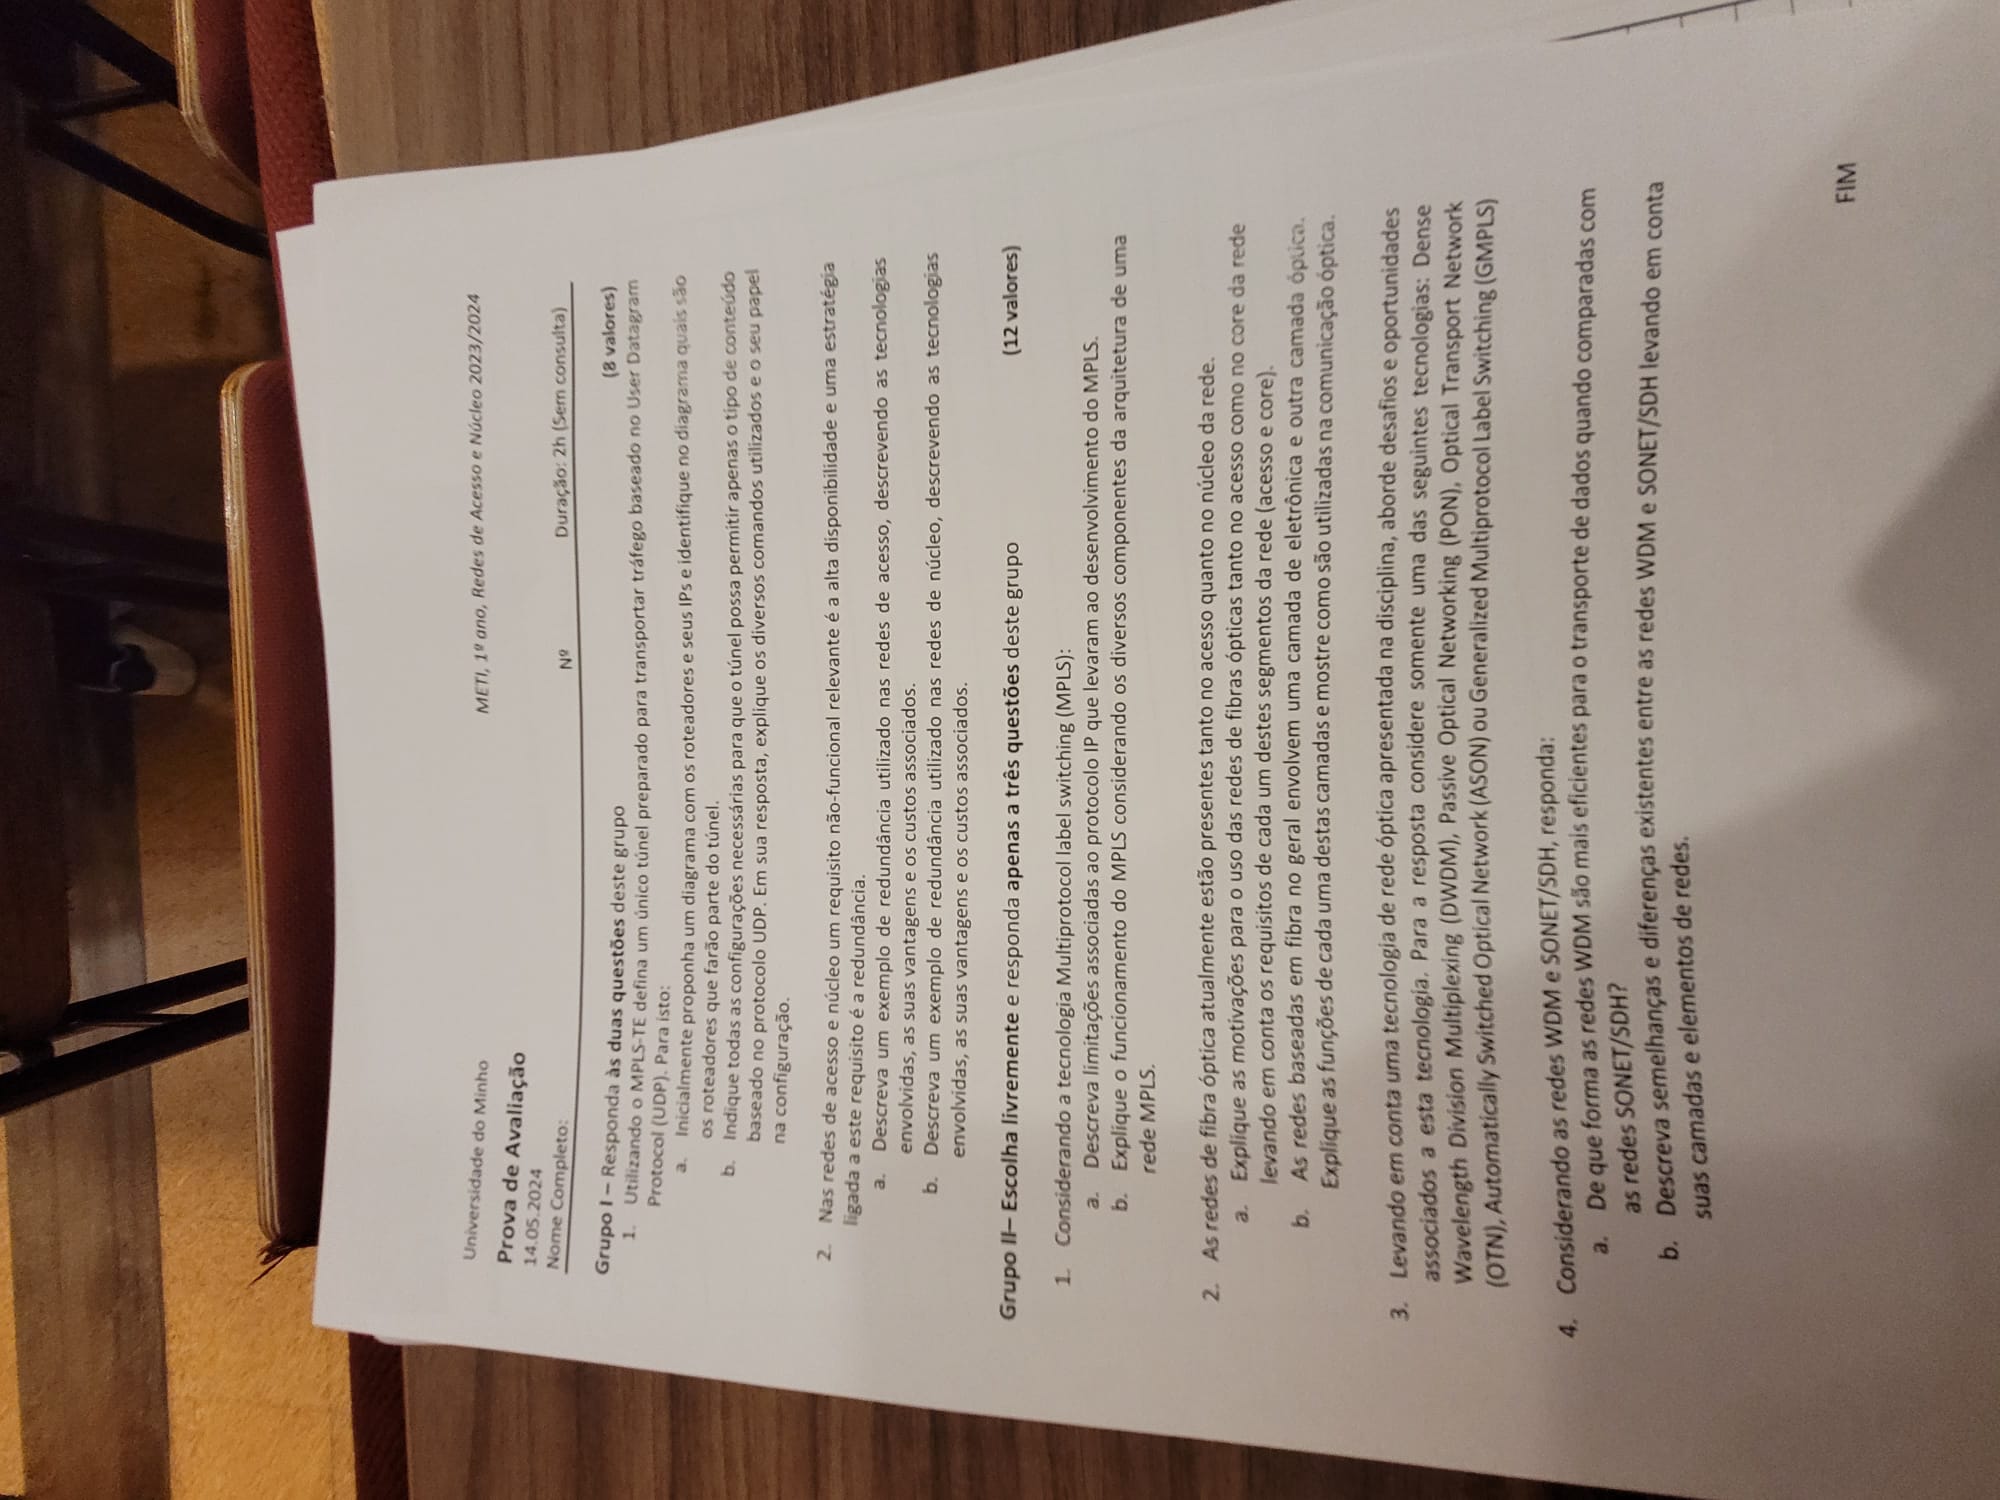 Universidade do Minho METI, 1º ano, Redes de Acesso e Núcleo 2023/2024
Prova de Avaliação
14.05.2024 Duração: 2h (Sem consulta)
Nome Completo: Nº
Grupo I – Responda às duas questões deste grupo (8 valores)
1. Utilizando o MPLS-TE defina um único túnel preparado para transportar tráfego baseado no User Datagram
Protocol (UDP). Para isto:
a. Inicialmente proponha um diagrama com os roteadores e seus IPs e identifique no diagrama quais são
os roteadores que farão parte do túnel.
b. Indique todas as configurações necessárias para que o túnel possa permitir apenas o tipo de conteúdo
baseado no protocolo UDP. Em sua resposta, explique os diversos comandos utilizados e o seu papel
na configuração.
2. Nas redes de acesso e núcleo um requisito não-funcional relevante é a alta disponibilidade e uma estratégia
ligada a este requisito é a redundância.
a. Descreva um exemplo de redundância utilizado nas redes de acesso, descrevendo as tecnologias
envolvidas, as suas vantagens e os custos associados.
b. Descreva um exemplo de redundância utilizado nas redes de núcleo, descrevendo as tecnologias
envolvidas, as suas vantagens e os custos associados.
Grupo II– Escolha livremente e responda apenas a três questões deste grupo (12 valores)
1. Considerando a tecnologia Multiprotocol label switching (MPLS):
a. Descreva limitações associadas ao protocolo IP que levaram ao desenvolvimento do MPLS.
b. Explique o funcionamento do MPLS considerando os diversos componentes da arquitetura de uma
rede MPLS.
2. As redes de fibra óptica atualmente estão presentes tanto no acesso quanto no núcleo da rede.
a. Explique as motivações para o uso das redes de fibras ópticas tanto no acesso como no core da rede
levando em conta os requisitos de cada um destes segmentos da rede (acesso e core).
b. As redes baseadas em fibra no geral envolvem uma camada de eletrônica e outra camada óptica.
Explique as funções de cada uma destas camadas e mostre como são utilizadas na comunicação óptica.
3. Levando em conta uma tecnologia de rede óptica apresentada na disciplina, aborde desafios e oportunidades
associados a esta tecnologia. Para a resposta considere somente uma das seguintes tecnologias: Dense
Wavelength Division Multiplexing (DWDM), Passive Optical Networking (PON), Optical Transport Network
(OTN), Automatically Switched Optical Network (ASON) ou Generalized Multiprotocol Label Switching (GMPLS)
4. Considerando as redes WDM e SONET/SDH, responda:
a. De que forma as redes WDM são mais eficientes para o transporte de dados quando comparadas com
as redes SONET/SDH?
b. Descreva semelhanças e diferenças existentes entre as redes WDM e SONET/SDH levando em conta
suas camadas e elementos de redes.
FIM